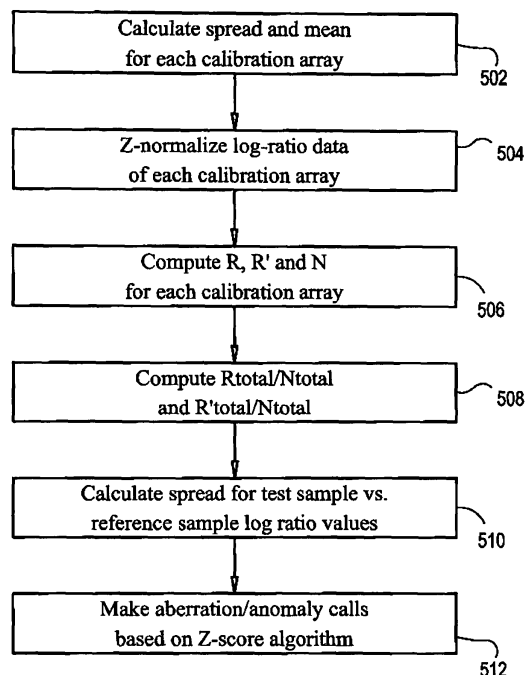 Calculate spread and mean
for each calibration array
502
Z-normalize log-ratio data
of each calibration array
504
Compute R, R' and N
for each calibration array
506
Compute Rtotal/Ntotal
and R'total/Ntotal
508
Calculate spread for test sample vs.
reference sample log ratio values
510
Make aberration/anomaly calls
based on Z-score algorithm
512